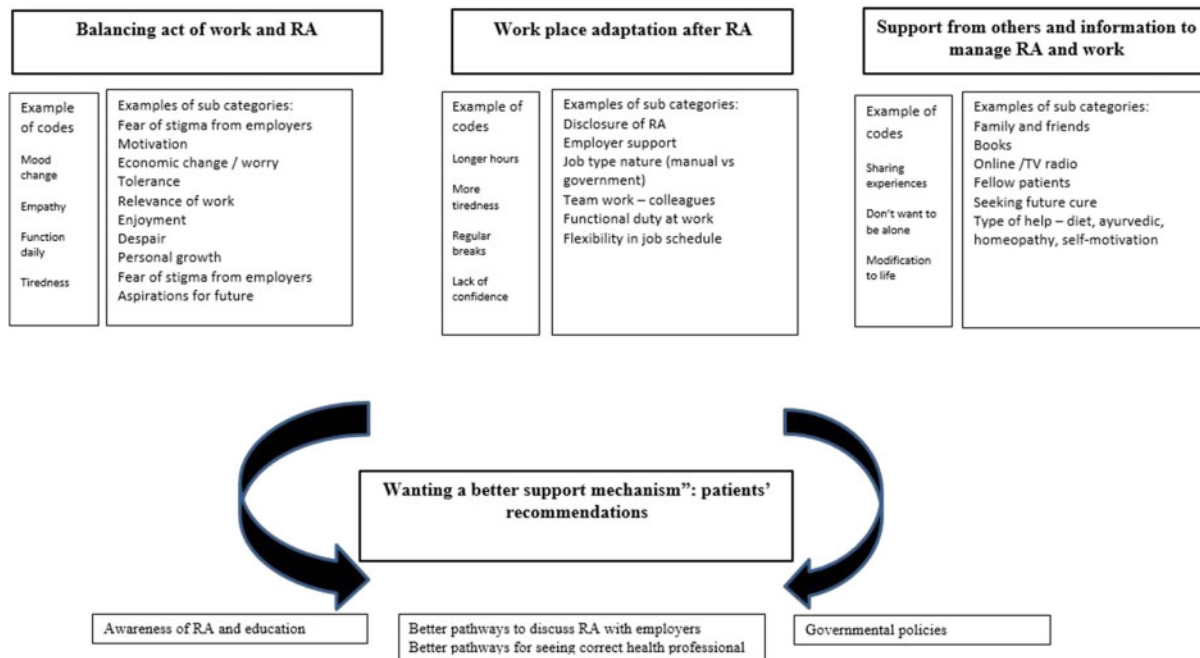 Balancing act of work and RA
Example
of codes
Mood
change
Empathy
Function
daily
Tiredness
Examples of sub categories:
Fear of stigma from employers
Motivation
Economic change / worry
Tolerance
Relevance of work
Enjoyment
Despair
Personal growth
Fear of stigma from employers
Aspirations for future
Work place adaptation after RA
Example of
codes
Longer hours
More
tiredness
Regular
breaks
Lack of
confidence
Examples of sub categories:
Disclosure of RA
Employer support
Job type nature (manual vs
government)
Team work – colleagues
Functional duty at work
Flexibility in job schedule
Support from others and information to
manage RA and work
Example of
codes
Sharing
experiences
Don't want to
be alone
Modification
to life
Examples of sub categories:
Family and friends
Books
Online /TV radio
Fellow patients
Seeking future cure
Type of help – diet, ayurvedic,
homeopathy, self-motivation
Wanting a better support mechanism”: patients’
recommendations
Awareness of RA and education
Better pathways to discuss RA with employers
Better pathways for seeing correct health professional
Governmental policies